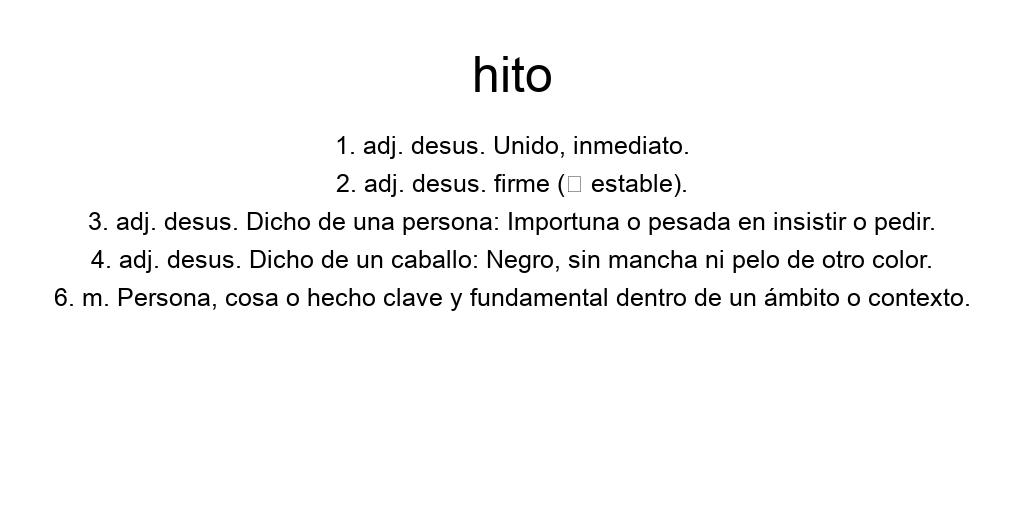 hito
1. adj. desus. Unido, inmediato.
2. adj. desus. firme (□ estable).
3. adj. desus. Dicho de una persona: Importuna o pesada en insistir o pedir.
4. adj. desus. Dicho de un caballo: Negro, sin mancha ni pelo de otro color.
6. m. Persona, cosa o hecho clave y fundamental dentro de un ámbito o contexto.